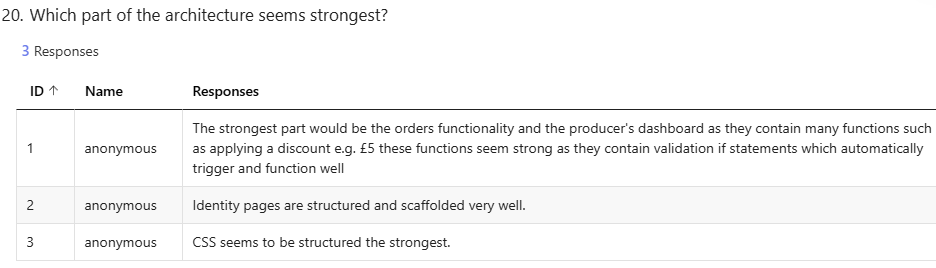 20. Which part of the architecture seems strongest?
3 Responses
ID ↑ Name Responses
1 anonymous The strongest part would be the orders functionality and the producer's dashboard as they contain many functions such
as applying a discount e.g. £5 these functions seem strong as they contain validation if statements which automatically
trigger and function well
2 anonymous Identity pages are structured and scaffolded very well.
3 anonymous CSS seems to be structured the strongest.